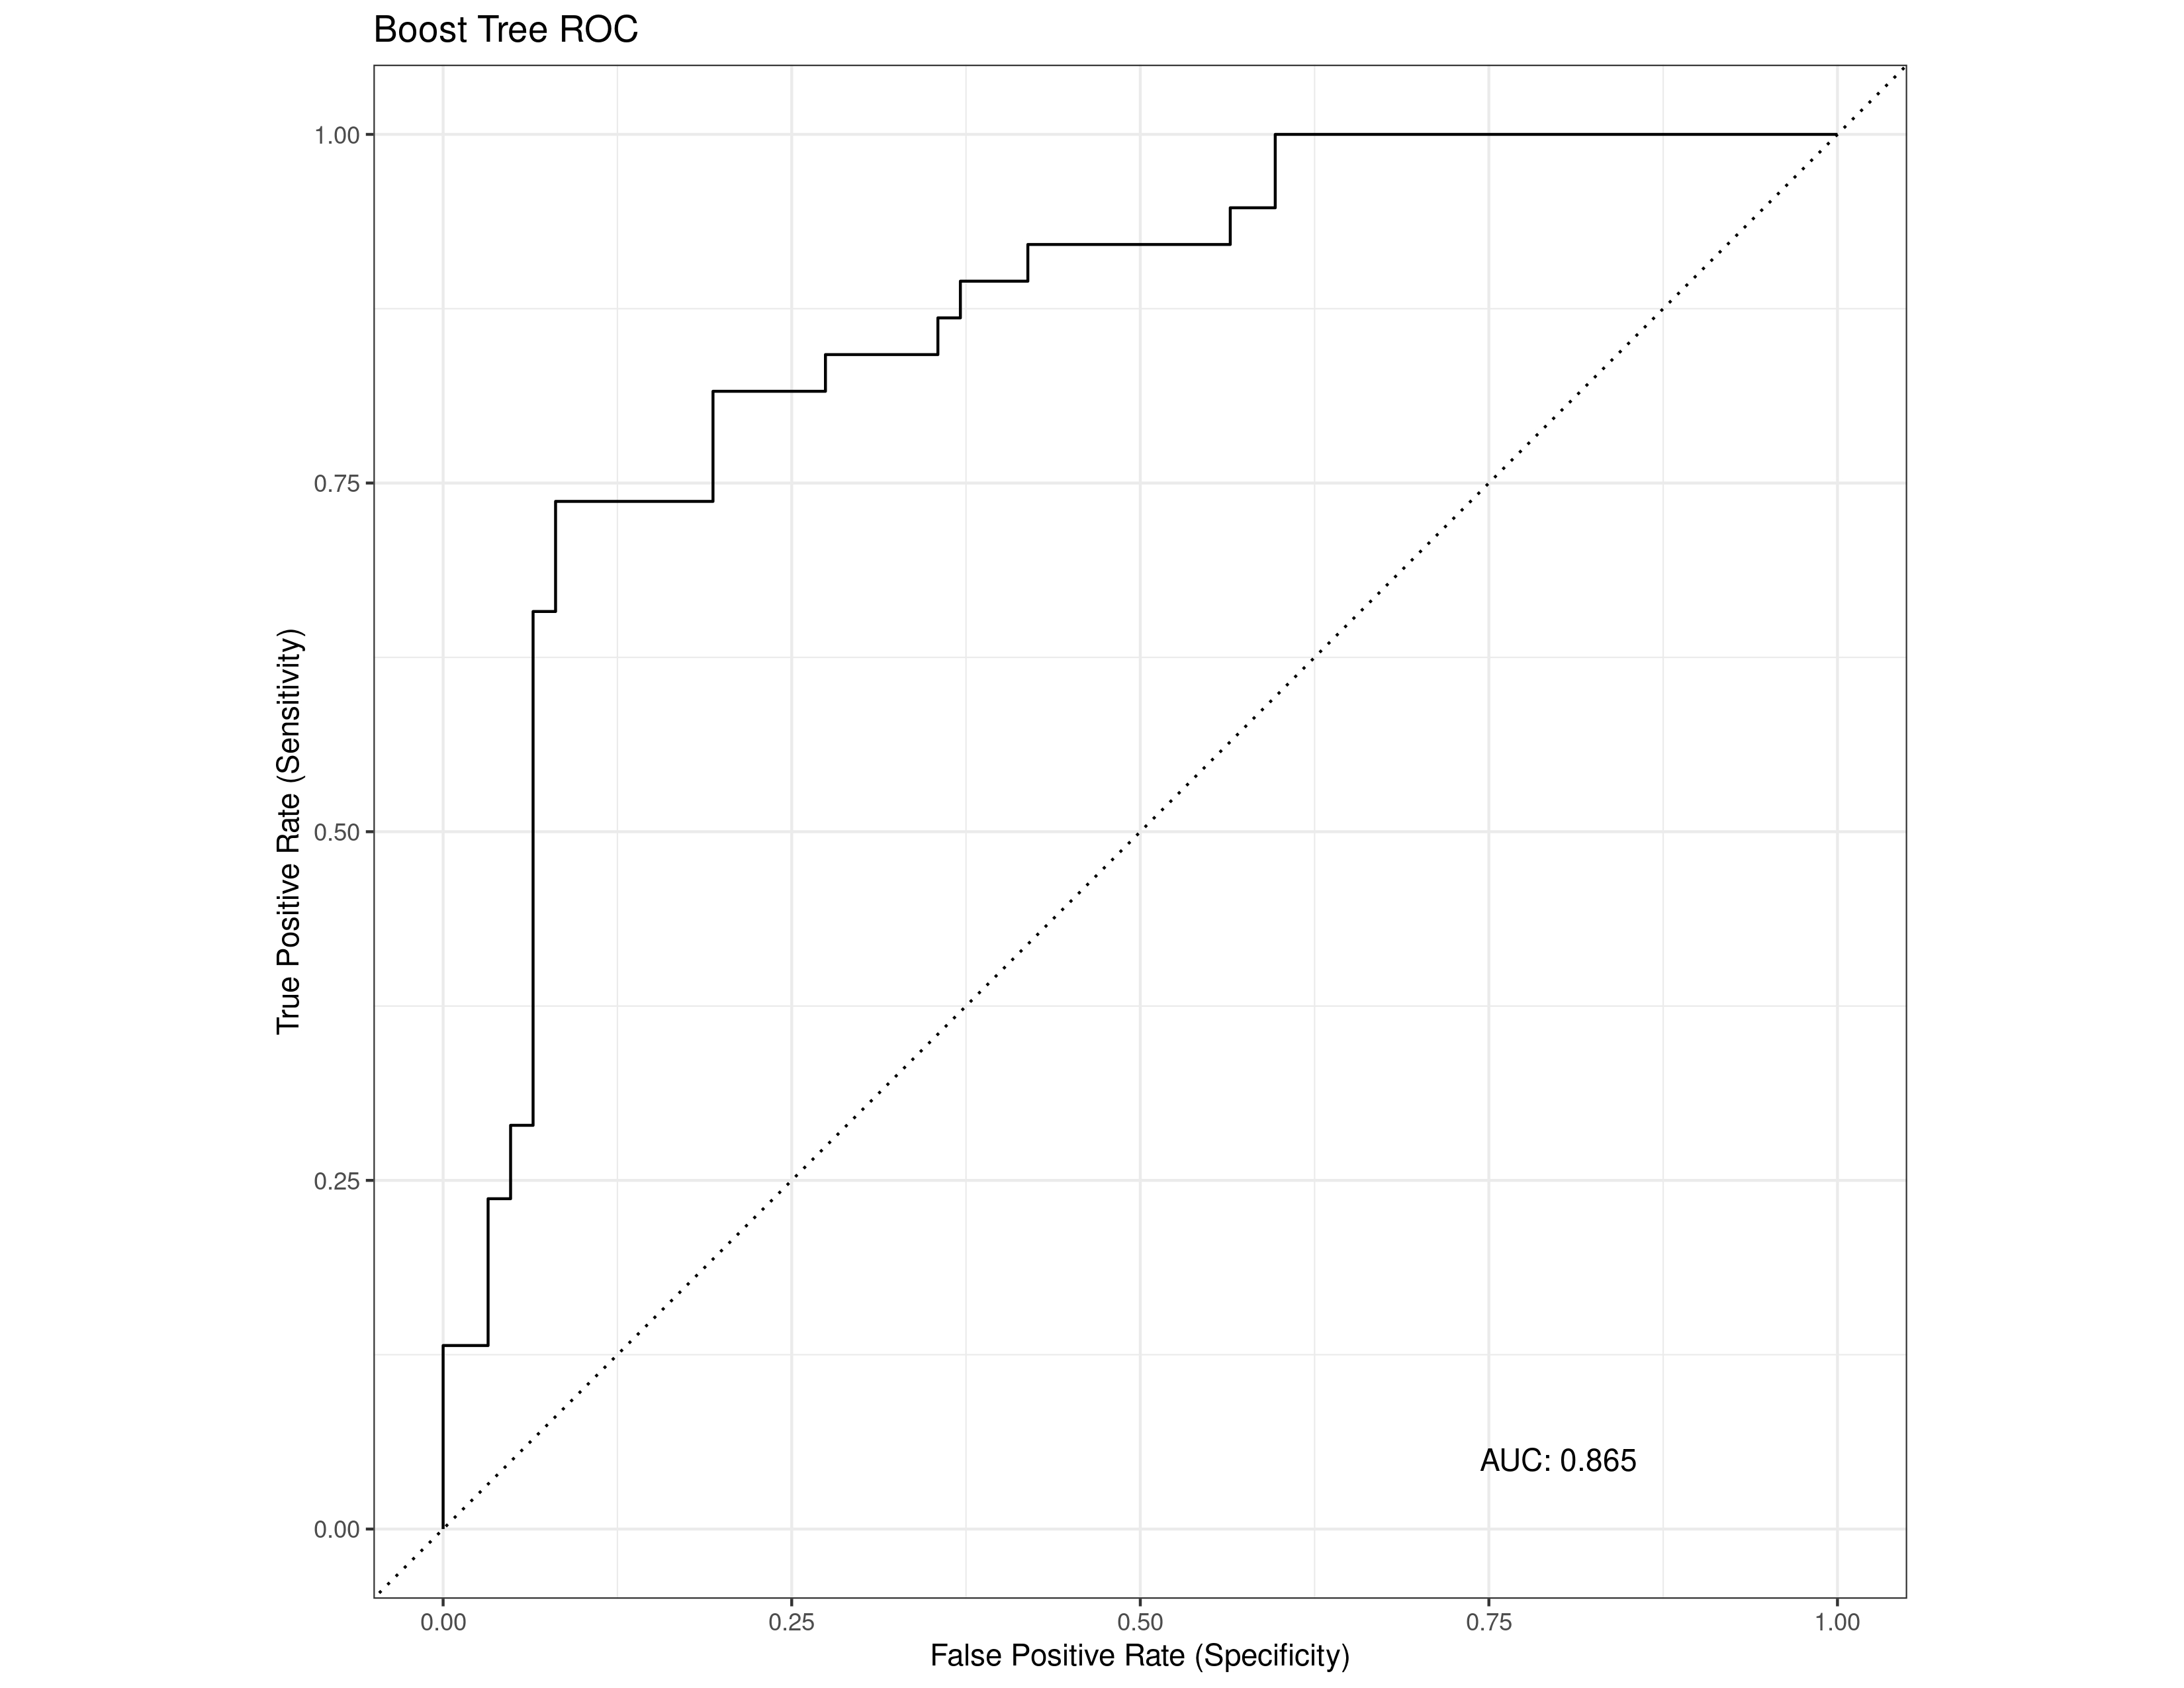 Boost Tree ROC
1.00
0.75
0.50
0.25
0.00
True Positive Rate (Sensitivity)
AUC: 0.865
0.00
0.25
0.50
0.75
1.00
False Positive Rate (Specificity)